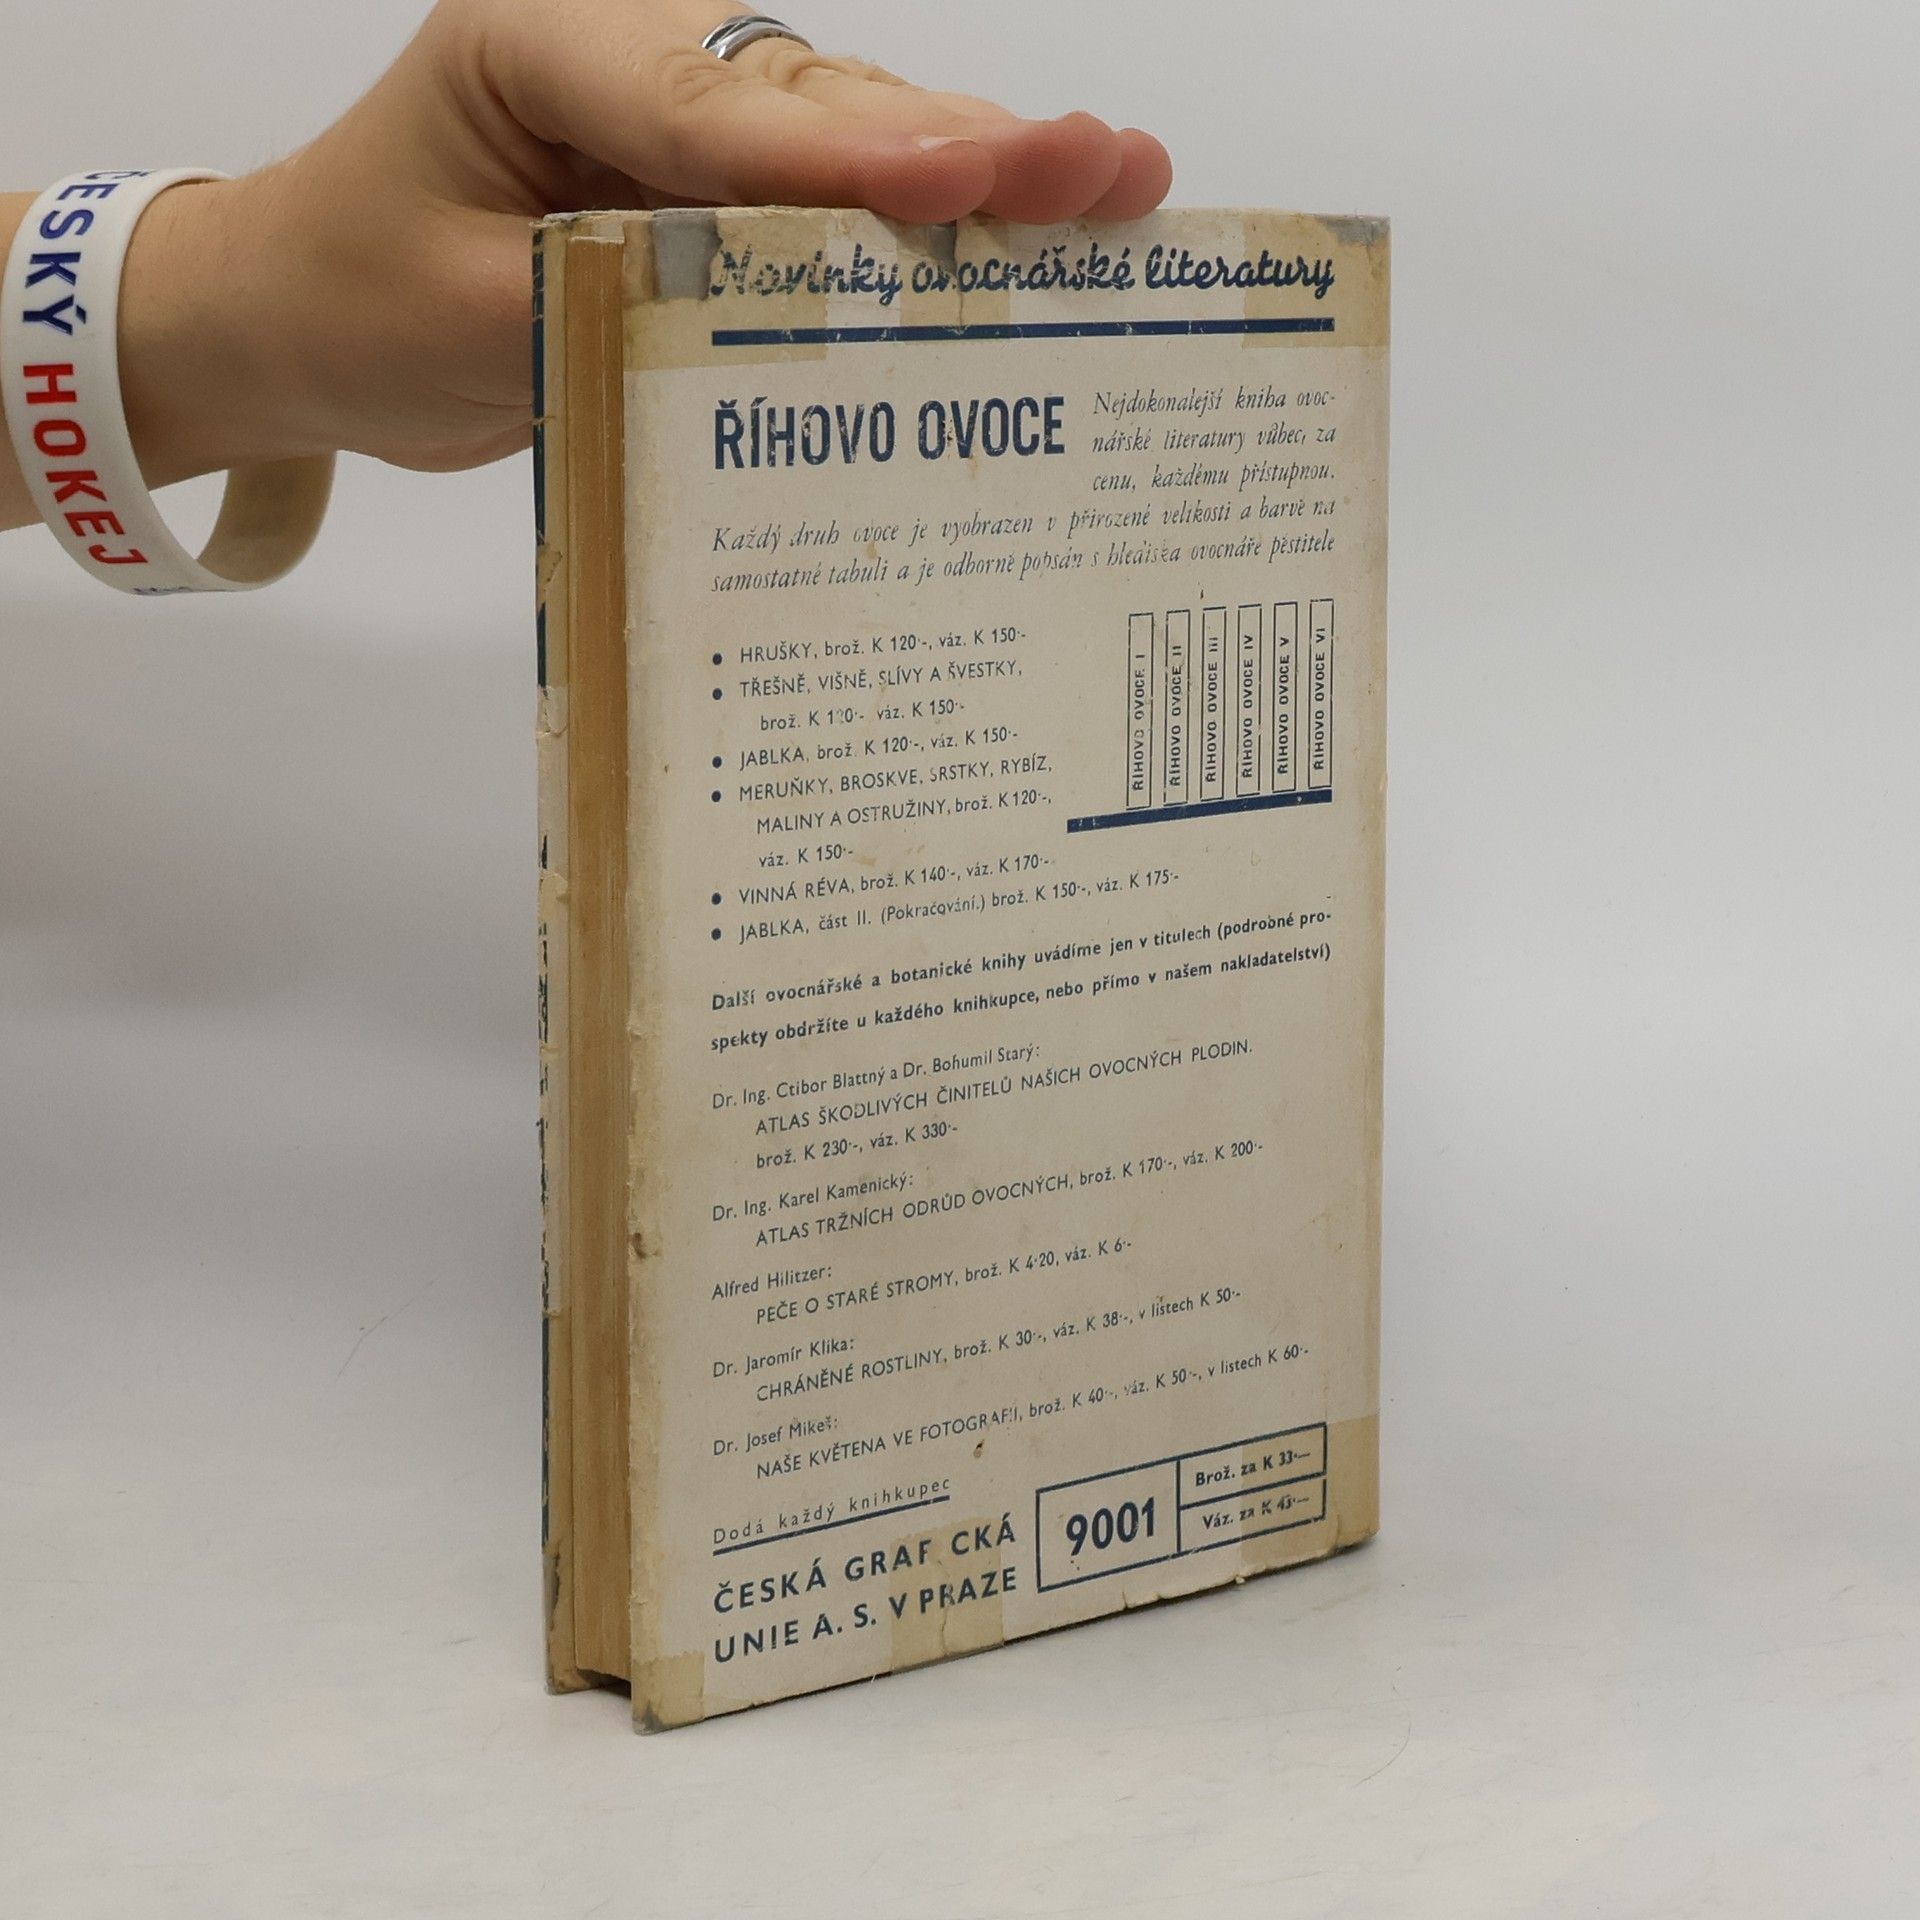 ČESKÝ HOKEJ
Novinky ovocnářské literatury
ŘÍHOVO OVOCE
Nejdokonalejší kniha ovoc-
nářské literatury vůbec, za
cenu, každému přístupnou.
Každý druh ovoce je vyobrazen v přirozené velikosti a barvě na
samostatné tabuli a je odborně popsán s hlediska ovocnáře pěstitele
• HRUŠKY, brož. K 120·-, váz. K 150·-
• TŘEŠNĚ, VIŠNĚ, SLÍVY A ŠVESTKY,
brož. K 120·- váz. K 150·-
• JABLKA, brož. K 120·-, váz. K 150·-
• MERUŇKY, BROSKVE, SRSTKY, RYBÍZ,
MALINY A OSTRUŽINY, brož. K 120·-,
váz. K 150·-
• VINNÁ RÉVA, brož. K 140·-, váz. K 170·-
• JABLKA, část II. (Pokračování.) brož. K 150·-, váz. K 175·-
ŘÍHOVO OVOCE I
ŘÍHOVO OVOCE II
ŘÍHOVO OVOCE III
ŘÍHOVO OVOCE IV
ŘÍHOVO OVOCE V
ŘÍHOVO OVOCE VI
Další ovocnářské a botanické knihy uvádíme jen v titulech (podrobné pro-
spekty obdržíte u každého knihkupce, nebo přímo v našem nakladatelství)
Dr. Ing. Ctibor Blattný a Dr. Bohumil Starý:
ATLAS ŠKODLIVÝCH ČINITELŮ NAŠICH OVOCNÝCH PLODIN.
brož. K 230·-, váz. K 330·-
Dr. Ing. Karel Kamenický:
ATLAS TRŽNÍCH ODRŮD OVOCNÝCH, brož. K 170·-, váz. K 200·-
Alfred Hilitzer:
PEČE O STARÉ STROMY, brož. K 4·20, váz. K 6·-
Dr. Jaromír Klika:
CHRÁNĚNÉ ROSTLINY, brož. K 30·-, váz. K 38·-, v listech K 50·-
Dr. Josef Mikeš:
NAŠE KVĚTENA VE FOTOGRAFII, brož. K 40·-, váz. K 50·-, v listech K 60·-
Dodá každý knihkupec
ČESKÁ GRAFICKÁ
UNIE A. S. V PRAZE
9001
Brož. za K 33·—
Váz. za K 43·—